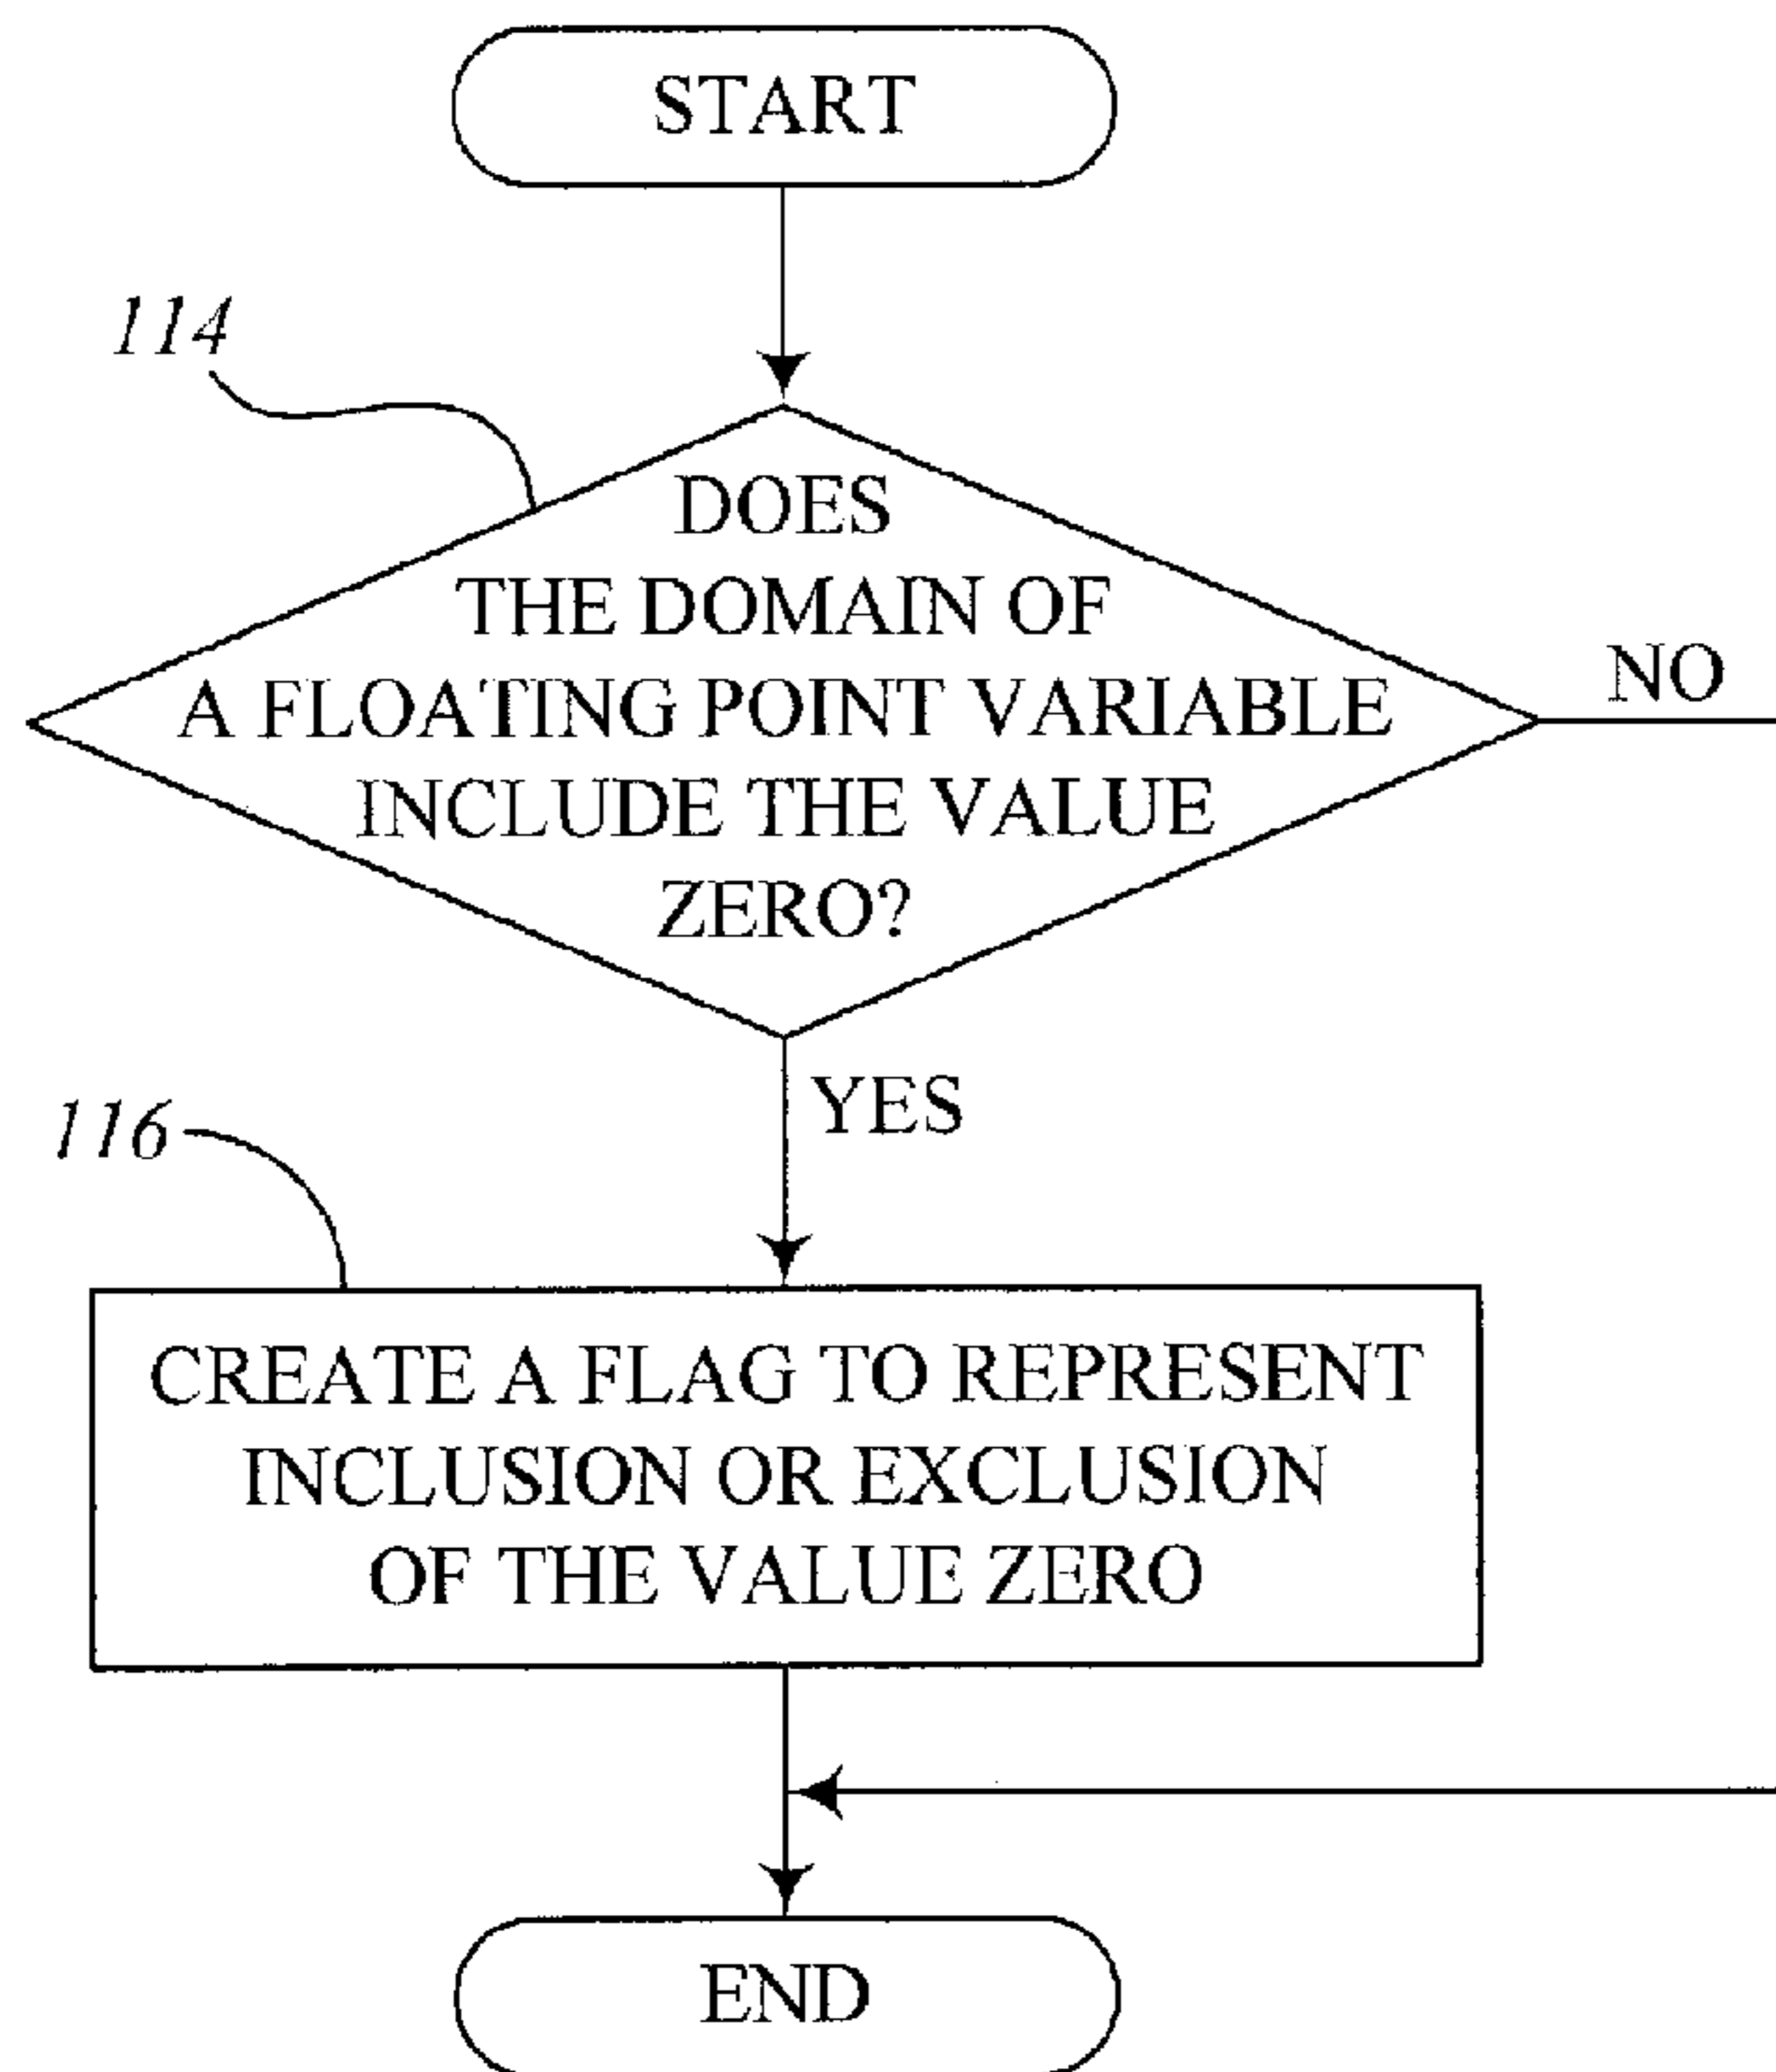 START
114
DOES
THE DOMAIN OF
A FLOATING POINT VARIABLE
INCLUDE THE VALUE
ZERO?
NO
YES
116
CREATE A FLAG TO REPRESENT
INCLUSION OR EXCLUSION
OF THE VALUE ZERO
END